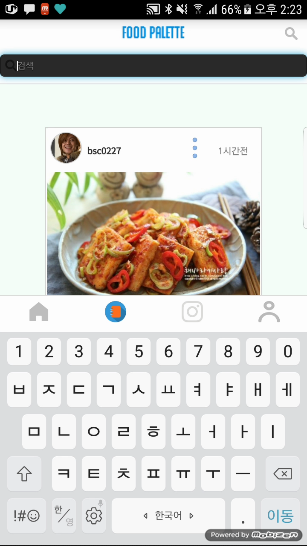 66% 오후 2:23
FOOD PALETTE
검색
bsc0227
1시간전
1 2 3 4 5 6 7 8 9 0
ㅂ ㅈ ㄷ ㄱ ㅅ ㅛ ㅕ ㅑ ㅐ ㅔ
ㅁ ㄴ ㅇ ㄹ ㅎ ㅗ ㅓ ㅏ ㅣ
ㅋ ㅌ ㅊ ㅍ ㅠ ㅜ ㅡ
!#☺ 한/영 한국어 . 이동
Powered by Mobizen